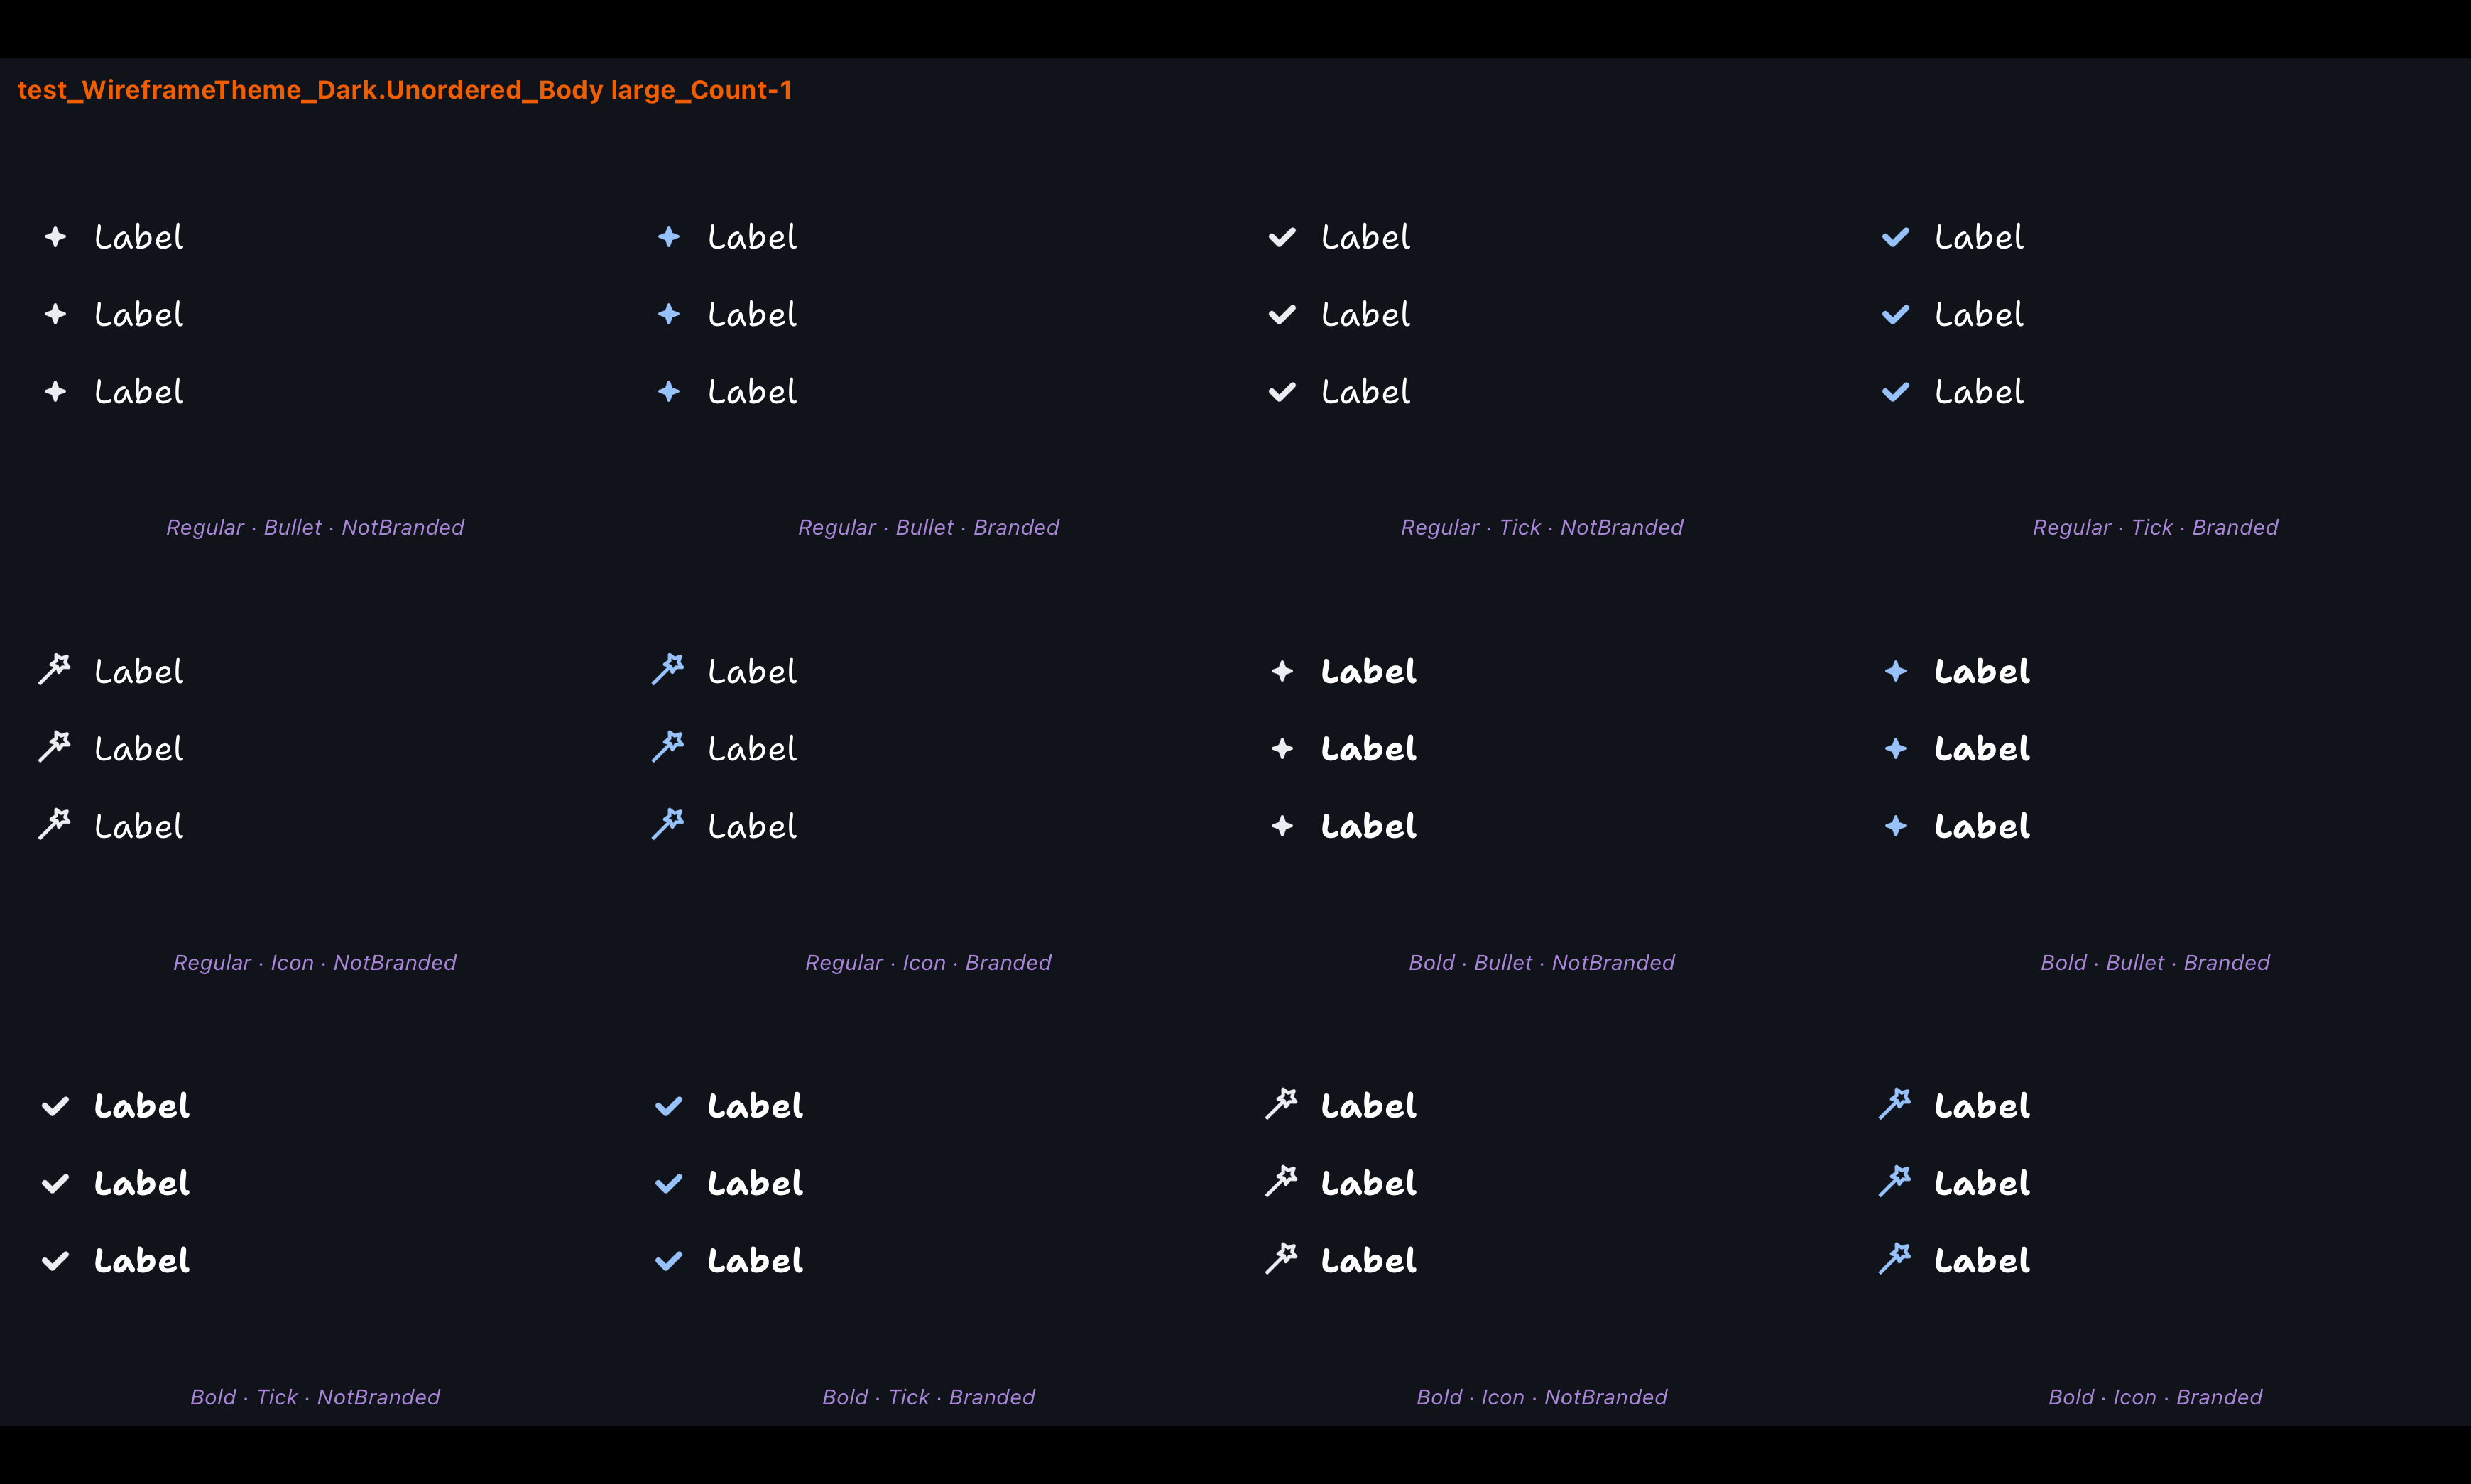 test_WireframeTheme_Dark.Unordered_Body large_Count-1
Label Label Label Label
Label Label Label Label
Label Label Label Label
Regular · Bullet · NotBranded Regular · Bullet · Branded Regular · Tick · NotBranded Regular · Tick · Branded
Label Label Label Label
Label Label Label Label
Label Label Label Label
Regular · Icon · NotBranded Regular · Icon · Branded Bold · Bullet · NotBranded Bold · Bullet · Branded
Label Label Label Label
Label Label Label Label
Label Label Label Label
Bold · Tick · NotBranded Bold · Tick · Branded Bold · Icon · NotBranded Bold · Icon · Branded